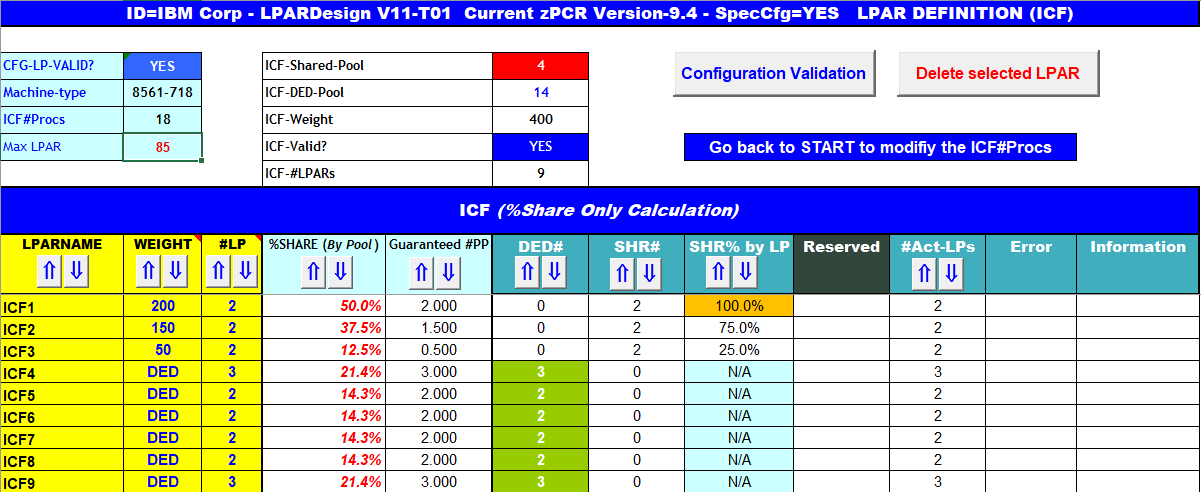 ID=IBM Corp - LPARDesign V11-T01 Current zPCR Version-9.4 - SpecCfg=YES LPAR DEFINITION (ICF)
CFG-LP-VALID? YES ICF-Shared-Pool 4
Configuration Validation Delete selected LPAR
Machine-type 8561-718 ICF-DED-Pool 14
ICF#Procs 18 ICF-Weight 400
Max LPAR 85 ICF-Valid? YES Go back to START to modifiy the ICF#Procs
ICF-#LPARs 9
ICF (%Share Only Calculation)
LPARNAME WEIGHT #LP %SHARE (By Pool) Guaranteed #PP DED# SHR# SHR% by LP Reserved #Act-LPs Error Information
ICF1 200 2 50.0% 2.000 0 2 100.0% 2
ICF2 150 2 37.5% 1.500 0 2 75.0% 2
ICF3 50 2 12.5% 0.500 0 2 25.0% 2
ICF4 DED 3 21.4% 3.000 3 0 N/A 3
ICF5 DED 2 14.3% 2.000 2 0 N/A 2
ICF6 DED 2 14.3% 2.000 2 0 N/A 2
ICF7 DED 2 14.3% 2.000 2 0 N/A 2
ICF8 DED 2 14.3% 2.000 2 0 N/A 2
ICF9 DED 3 21.4% 3.000 3 0 N/A 3